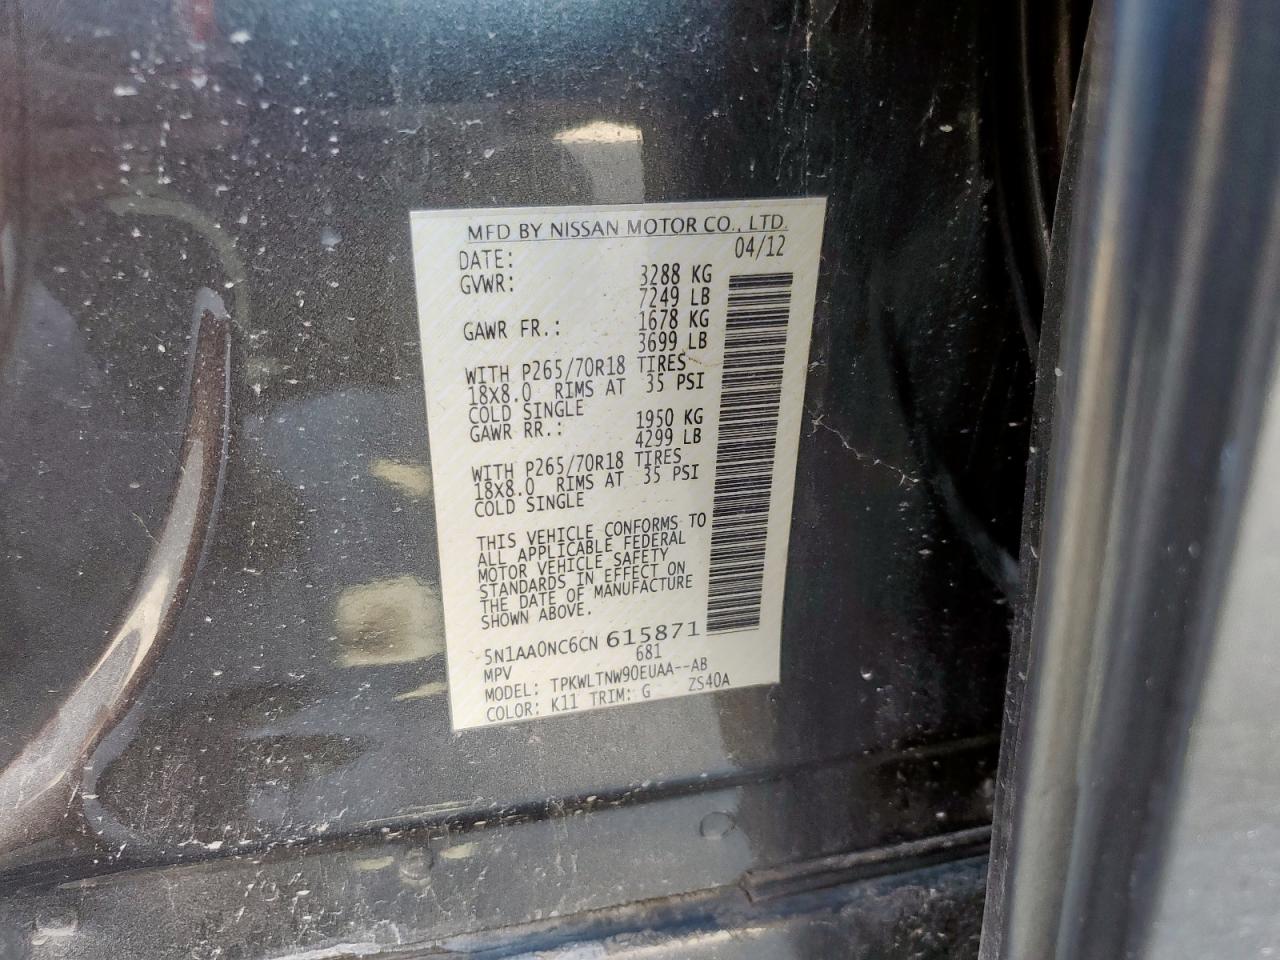 MFD BY NISSAN MOTOR CO., LTD.
DATE: 04/12
GVWR: 3288 KG
7249 LB
GAWR FR.: 1678 KG
3699 LB
WITH P265/70R18 TIRES
18X8.0 RIMS AT 35 PSI
COLD SINGLE
GAWR RR.: 1950 KG
4299 LB
WITH P265/70R18 TIRES
18X8.0 RIMS AT 35 PSI
COLD SINGLE
THIS VEHICLE CONFORMS TO
ALL APPLICABLE FEDERAL
MOTOR VEHICLE SAFETY
STANDARDS IN EFFECT ON
THE DATE OF MANUFACTURE
SHOWN ABOVE.
5N1AA0NC6CN 615871
MPV 681
MODEL: TPKWLTNW90EUAA--AB
COLOR: K11 TRIM: G ZS40A